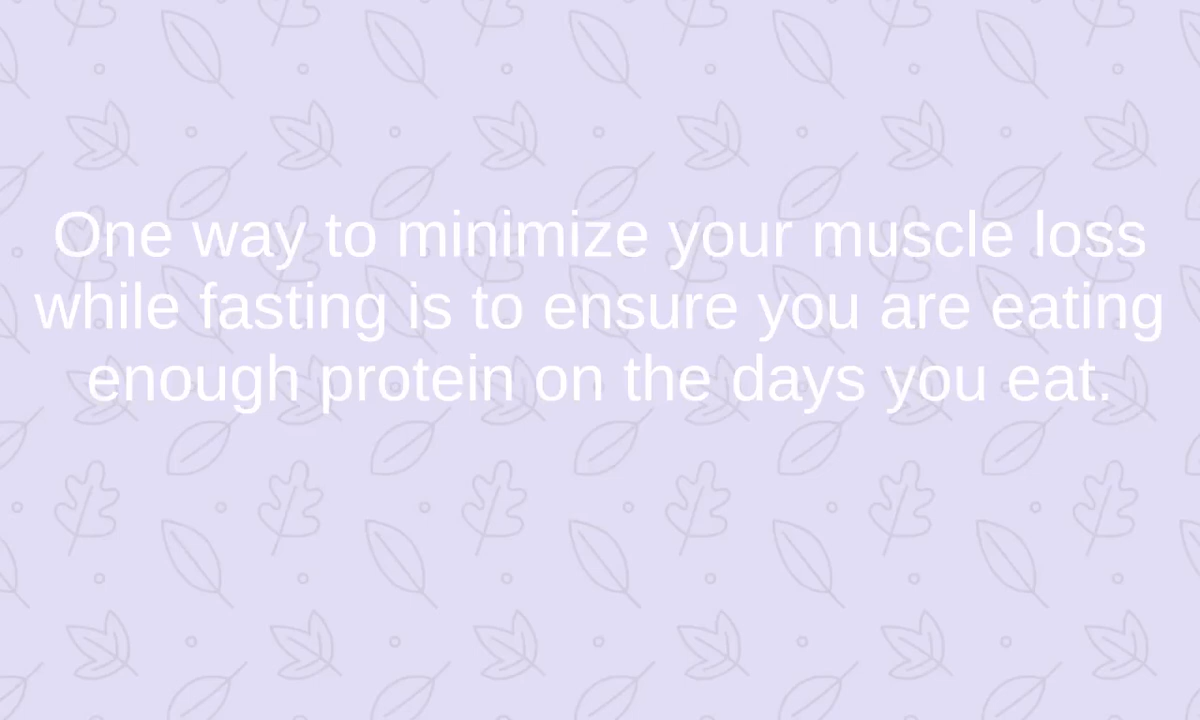 One way to minimize your muscle loss
while fasting is to ensure you are eating
enough protein on the days you eat.